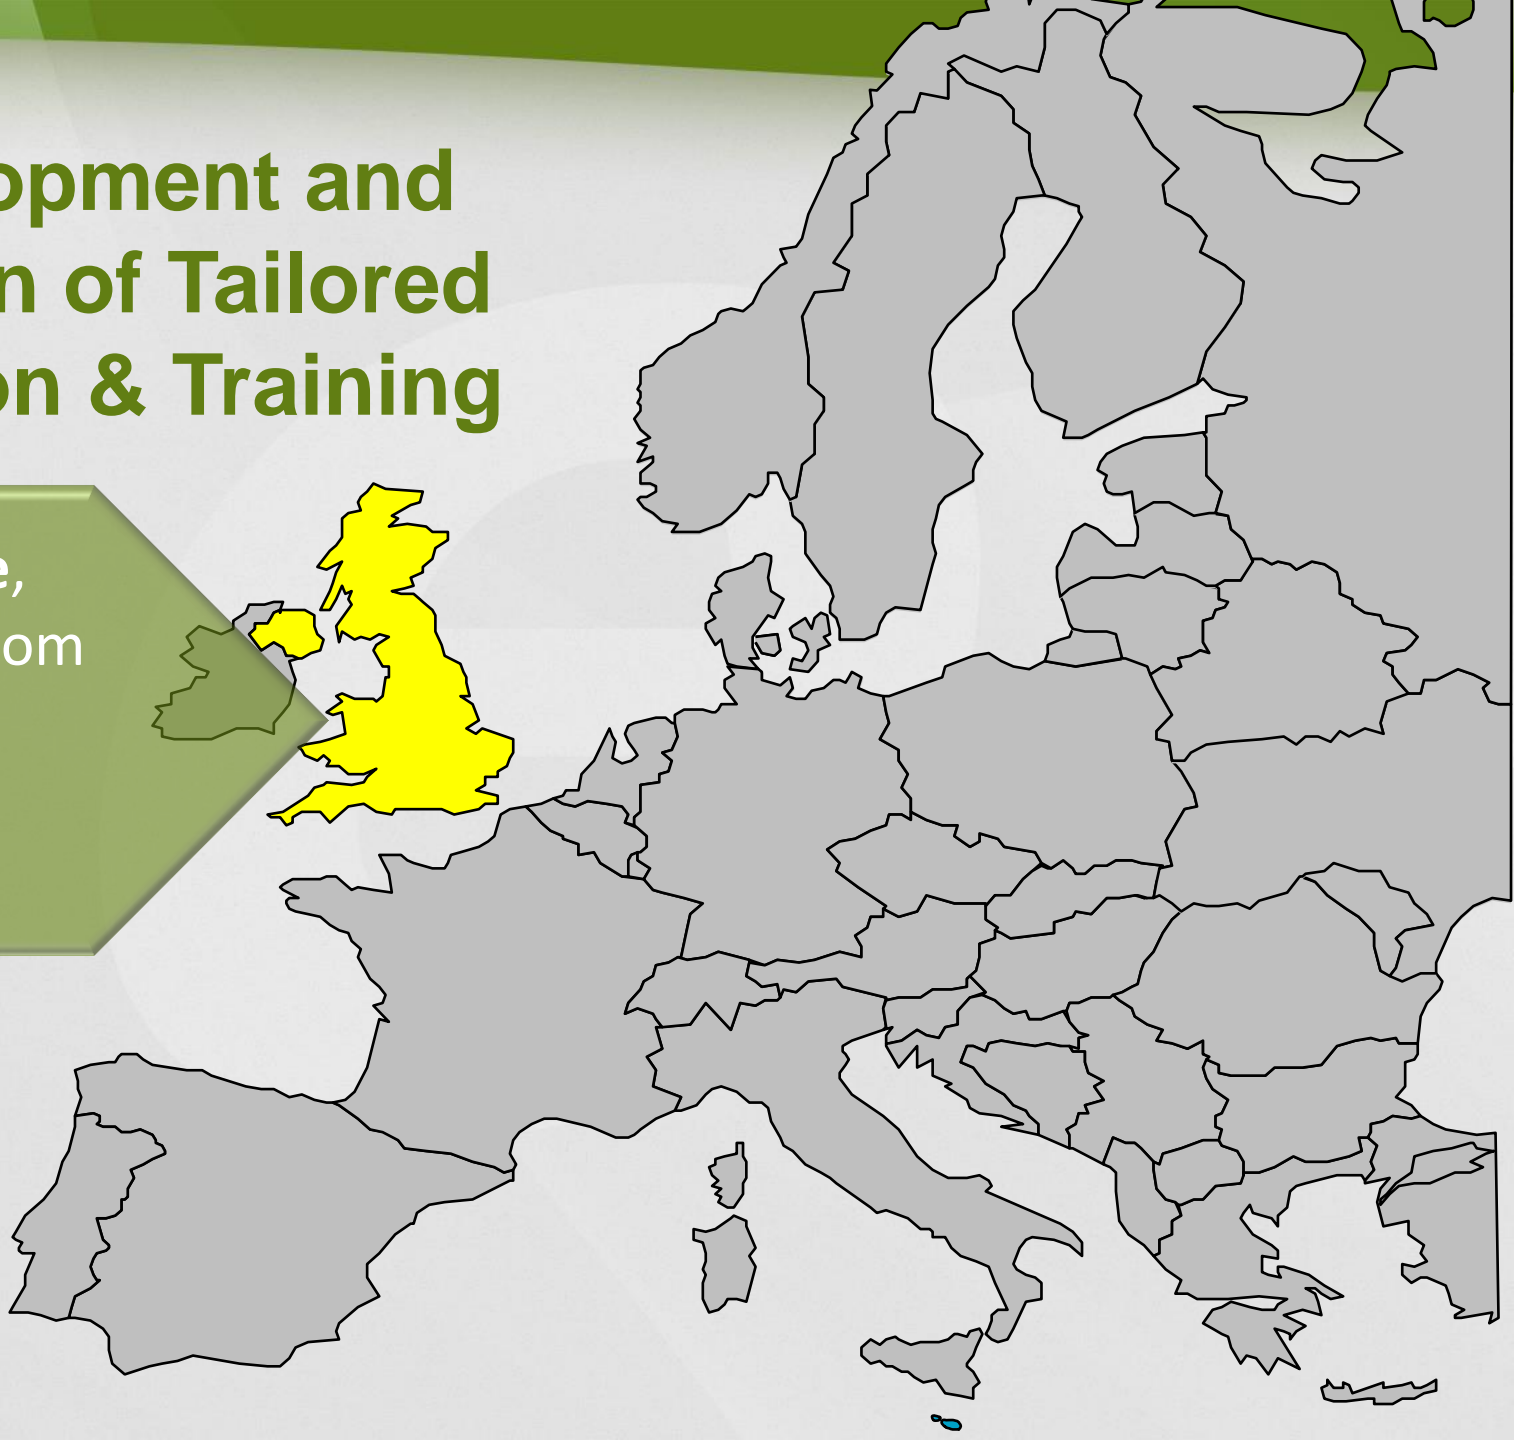 opment and
n of Tailored
on & Training
e,
om